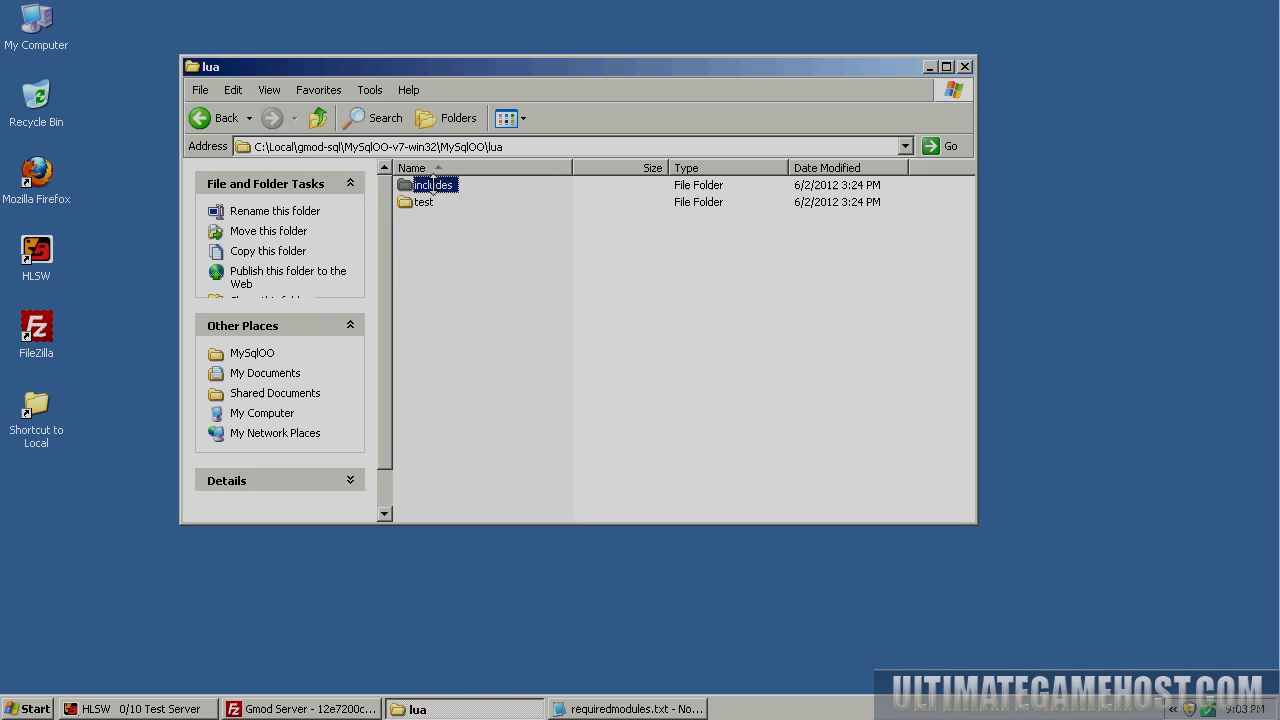 My Computer
Recycle Bin
Mozilla Firefox
HLSW
FileZilla
Shortcut to
Local
lua
File Edit View Favorites Tools Help
Back Search Folders
Address C:\Local\gmod-sql\MySqlOO-v7-win32\MySqlOO\lua Go
File and Folder Tasks
Rename this folder
Move this folder
Copy this folder
Publish this folder to the
Web
Other Places
MySqlOO
My Documents
Shared Documents
My Computer
My Network Places
Details
Name Size Type Date Modified
includes File Folder 6/2/2012 3:24 PM
test File Folder 6/2/2012 3:24 PM
ULTIMATEGAMEHOST.COM
Start HLSW 0/10 Test Server Gmod Server - 12e7200c... lua requiredmodules.txt - No... « 9:03 PM